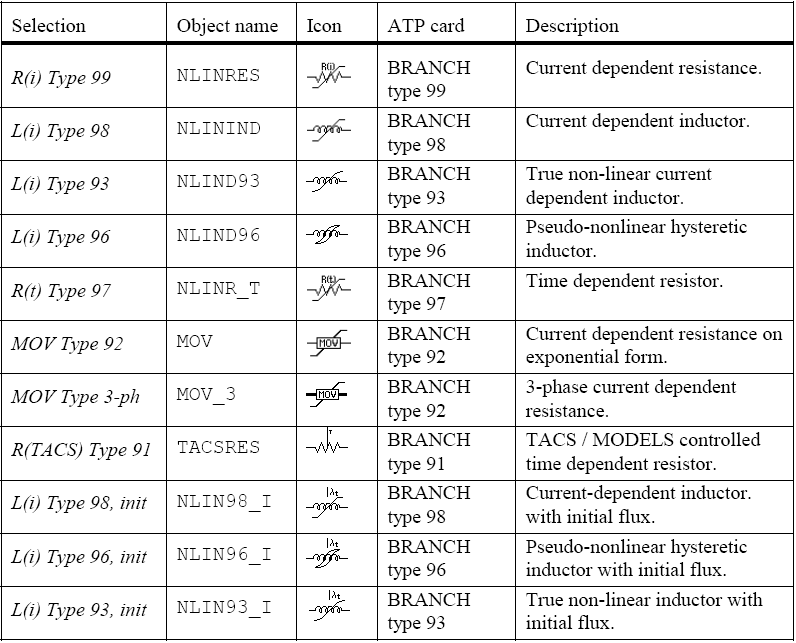 Selection Object name Icon ATP card Description
R(i) Type 99 NLINRES R(i) BRANCH type 99 Current dependent resistance.
L(i) Type 98 NLININD BRANCH type 98 Current dependent inductor.
L(i) Type 93 NLIND93 BRANCH type 93 True non-linear current dependent inductor.
L(i) Type 96 NLIND96 BRANCH type 96 Pseudo-nonlinear hysteretic inductor.
R(t) Type 97 NLINR_T R(t) BRANCH type 97 Time dependent resistor.
MOV Type 92 MOV MOV BRANCH type 92 Current dependent resistance on exponential form.
MOV Type 3-ph MOV_3 MOV BRANCH type 92 3-phase current dependent resistance.
R(TACS) Type 91 TACSRES T BRANCH type 91 TACS / MODELS controlled time dependent resistor.
L(i) Type 98, init NLIN98_I λt BRANCH type 98 Current-dependent inductor. with initial flux.
L(i) Type 96, init NLIN96_I λt BRANCH type 96 Pseudo-nonlinear hysteretic inductor with initial flux.
L(i) Type 93, init NLIN93_I λt BRANCH type 93 True non-linear inductor with initial flux.